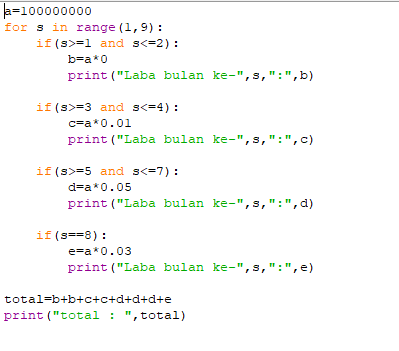 a=100000000
for s in range(1,9):
    if(s>=1 and s<=2):
        b=a*0
        print("Laba bulan ke-",s,":",b)

    if(s>=3 and s<=4):
        c=a*0.01
        print("Laba bulan ke-",s,":",c)

    if(s>=5 and s<=7):
        d=a*0.05
        print("Laba bulan ke-",s,":",d)

    if(s==8):
        e=a*0.03
        print("Laba bulan ke-",s,":",e)

total=b+b+c+c+d+d+d+e
print("total : ",total)